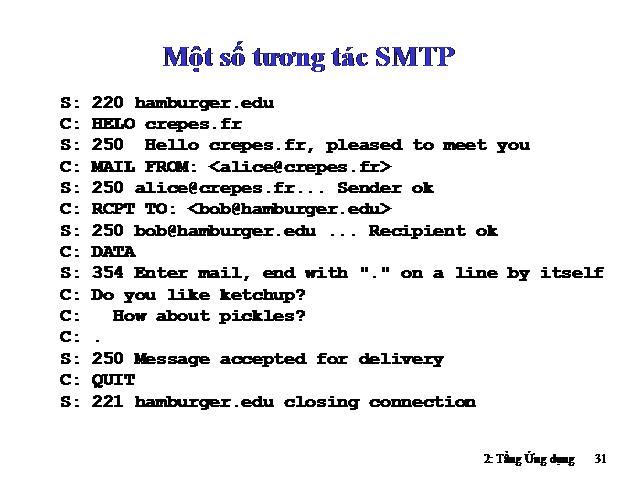 Một số tương tác SMTP
S: 220 hamburger.edu
C: HELO crepes.fr
S: 250  Hello crepes.fr, pleased to meet you
C: MAIL FROM: <alice@crepes.fr>
S: 250 alice@crepes.fr... Sender ok
C: RCPT TO: <bob@hamburger.edu>
S: 250 bob@hamburger.edu ... Recipient ok
C: DATA
S: 354 Enter mail, end with "." on a line by itself
C: Do you like ketchup?
C:   How about pickles?
C: .
S: 250 Message accepted for delivery
C: QUIT
S: 221 hamburger.edu closing connection
2: Tầng Ứng dụng 31